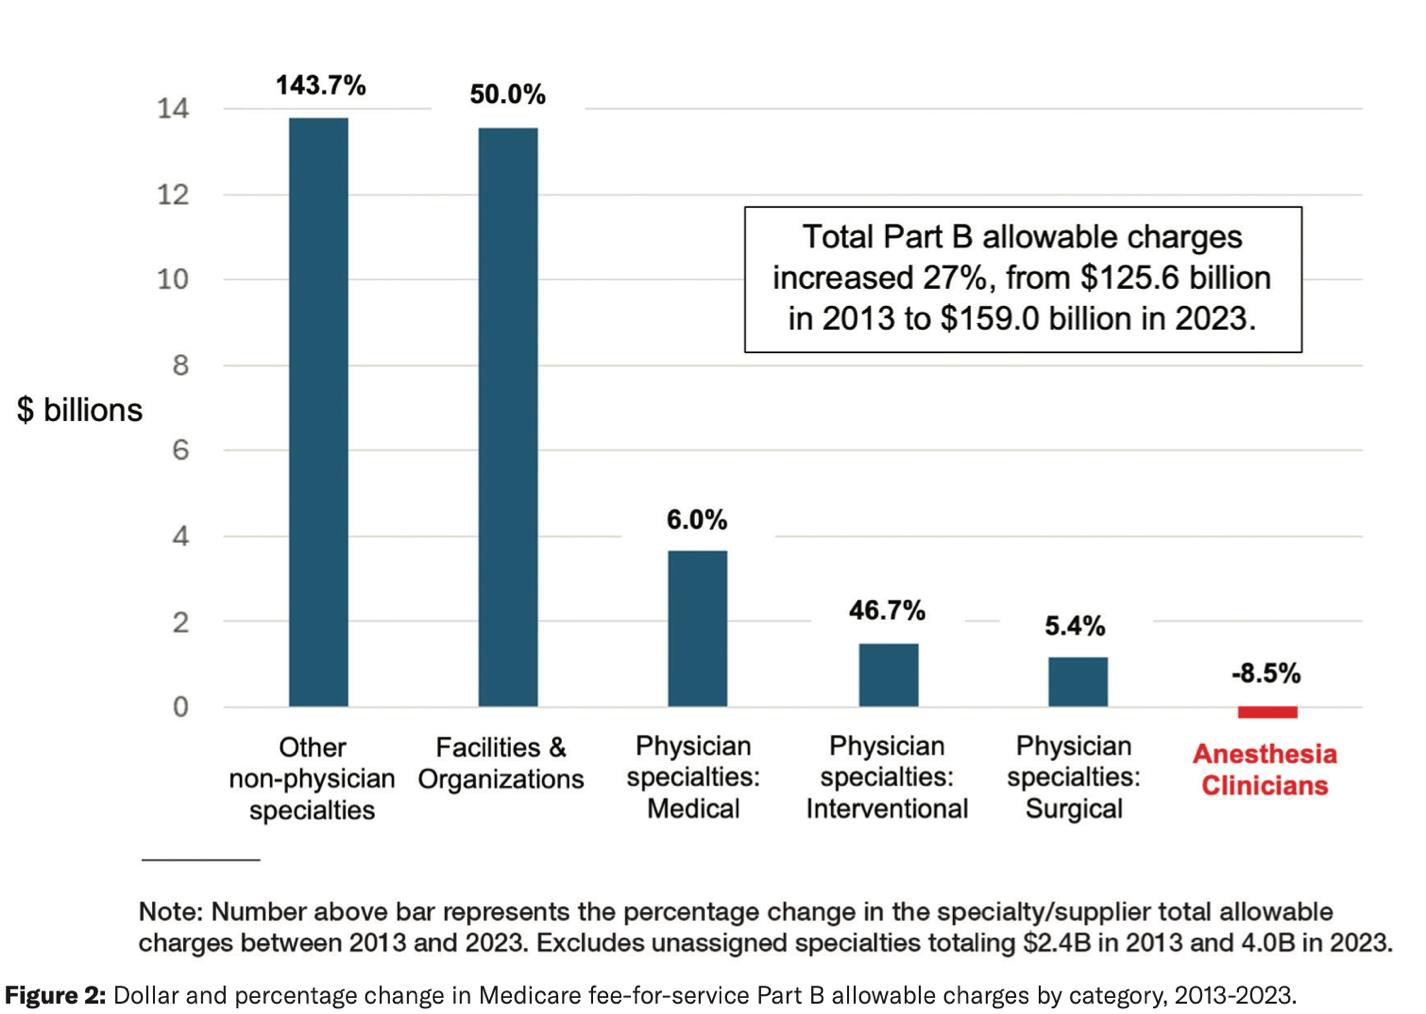 143.7%
50.0%
14
12
Total Part B allowable charges
increased 27%, from $125.6 billion
in 2013 to $159.0 billion in 2023.
10
8
$ billions
6
6.0%
4
46.7%
5.4%
2
-8.5%
0
Other
non-physician
specialties
Facilities &
Organizations
Physician
specialties:
Medical
Physician
specialties:
Interventional
Physician
specialties:
Surgical
Anesthesia
Clinicians
Note: Number above bar represents the percentage change in the specialty/supplier total allowable
charges between 2013 and 2023. Excludes unassigned specialties totaling $2.4B in 2013 and 4.0B in 2023.
Figure 2: Dollar and percentage change in Medicare fee-for-service Part B allowable charges by category, 2013-2023.